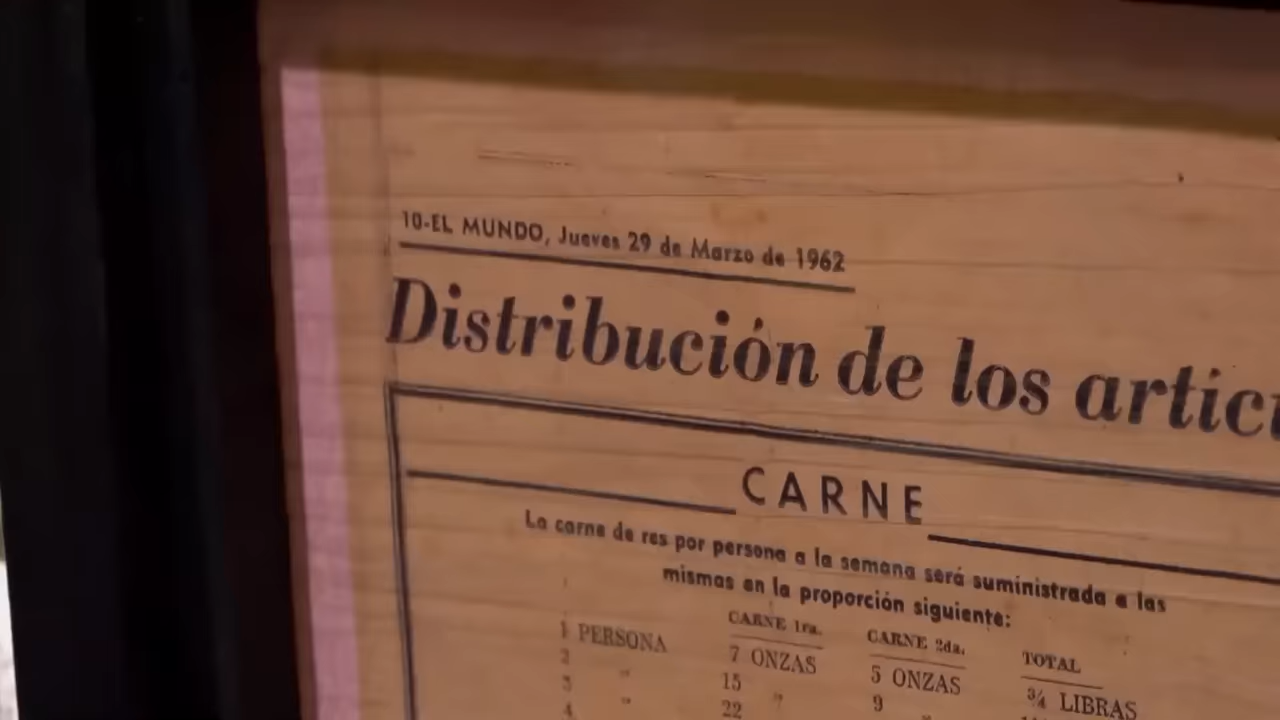 10-EL MUNDO, Jueves 29 de Marzo de 1962
Distribución de los artícu
CARNE
La carne de res por persona a la semana será suministrada a las
mismas en la proporción siguiente:
CARNE 1ra. CARNE 2da. TOTAL
1 PERSONA 7 ONZAS 5 ONZAS ¾ LIBRAS
2 " 15 " 9 "
3 " 22
4